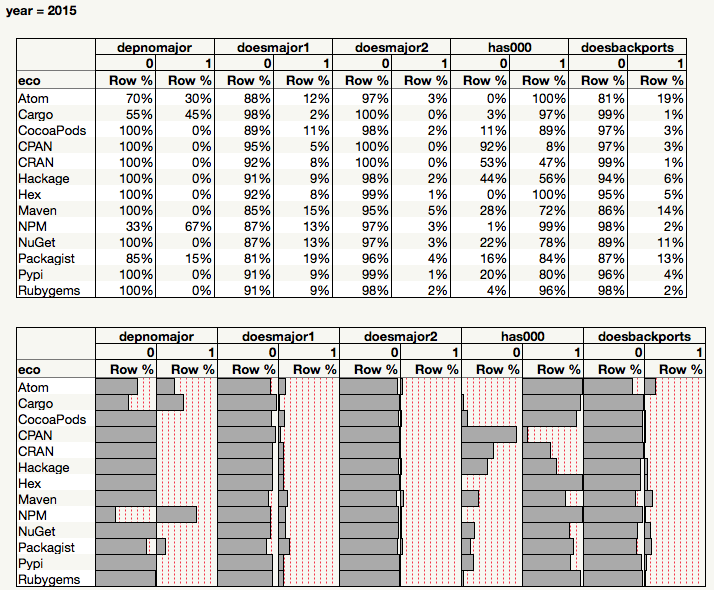 year = 2015
depnomajor doesmajor1 doesmajor2 has000 doesbackports
0 1 0 1 0 1 0 1 0 1
eco Row % Row % Row % Row % Row % Row % Row % Row % Row % Row %
Atom 70% 30% 88% 12% 97% 3% 0% 100% 81% 19%
Cargo 55% 45% 98% 2% 100% 0% 3% 97% 99% 1%
CocoaPods 100% 0% 89% 11% 98% 2% 11% 89% 97% 3%
CPAN 100% 0% 95% 5% 100% 0% 92% 8% 97% 3%
CRAN 100% 0% 92% 8% 100% 0% 53% 47% 99% 1%
Hackage 100% 0% 91% 9% 98% 2% 44% 56% 94% 6%
Hex 100% 0% 92% 8% 99% 1% 0% 100% 95% 5%
Maven 100% 0% 85% 15% 95% 5% 28% 72% 86% 14%
NPM 33% 67% 87% 13% 97% 3% 1% 99% 98% 2%
NuGet 100% 0% 87% 13% 97% 3% 22% 78% 89% 11%
Packagist 85% 15% 81% 19% 96% 4% 16% 84% 87% 13%
Pypi 100% 0% 91% 9% 99% 1% 20% 80% 96% 4%
Rubygems 100% 0% 91% 9% 98% 2% 4% 96% 98% 2%
depnomajor doesmajor1 doesmajor2 has000 doesbackports
0 1 0 1 0 1 0 1 0 1
eco Row % Row % Row % Row % Row % Row % Row % Row % Row % Row %
Atom
Cargo
CocoaPods
CPAN
CRAN
Hackage
Hex
Maven
NPM
NuGet
Packagist
Pypi
Rubygems